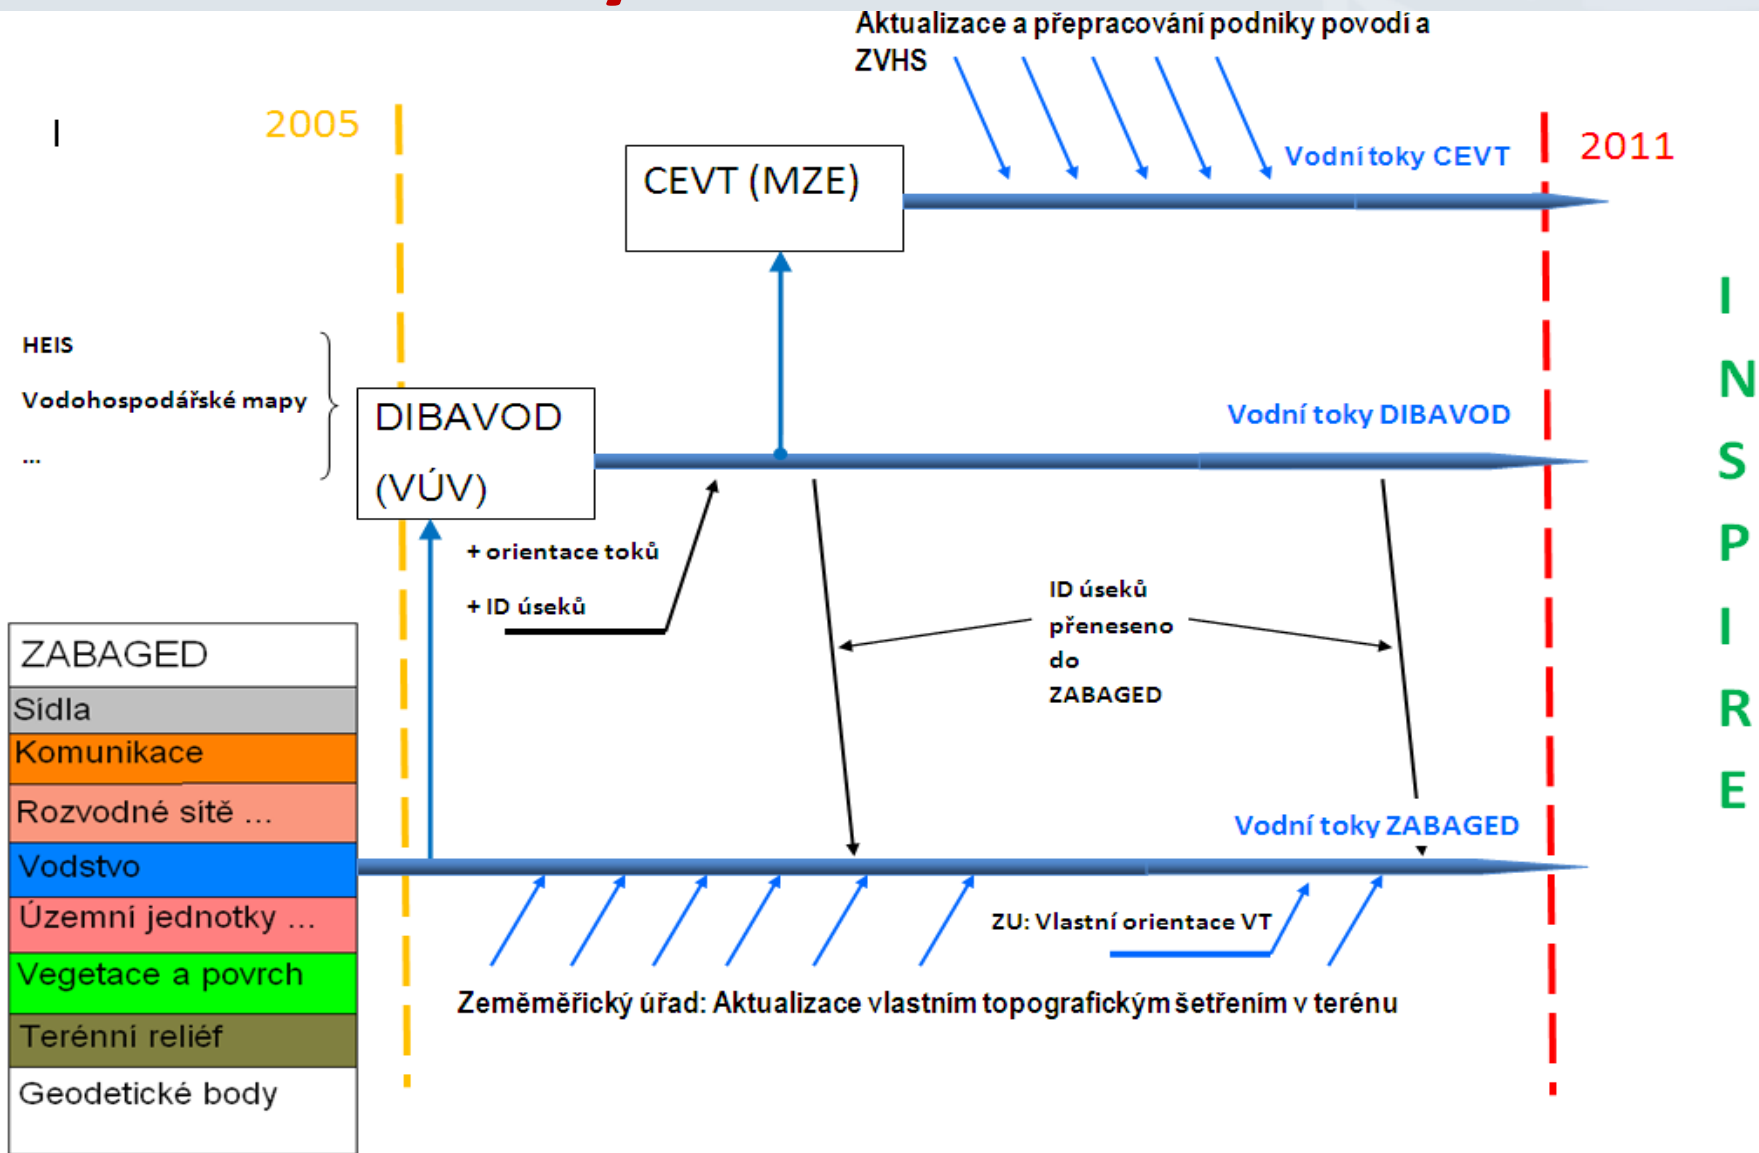 Aktualizace a přepracování podniky povodí a
ZVHS
2005
2011
CEVT (MZE)
Vodní toky CEVT
HEIS
Vodohospodářské mapy
...
DIBAVOD
(VÚV)
Vodní toky DIBAVOD
+ orientace toků
+ ID úseků
ID úseků
přeneseno
do
ZABAGED
ZABAGED
Sídla
Komunikace
Rozvodné sítě ...
Vodstvo
Územní jednotky ...
Vegetace a povrch
Terénní reliéf
Geodetické body
Vodní toky ZABAGED
ZU: Vlastní orientace VT
Zeměměřický úřad: Aktualizace vlastním topografickým šetřením v terénu
I
N
S
P
I
R
E